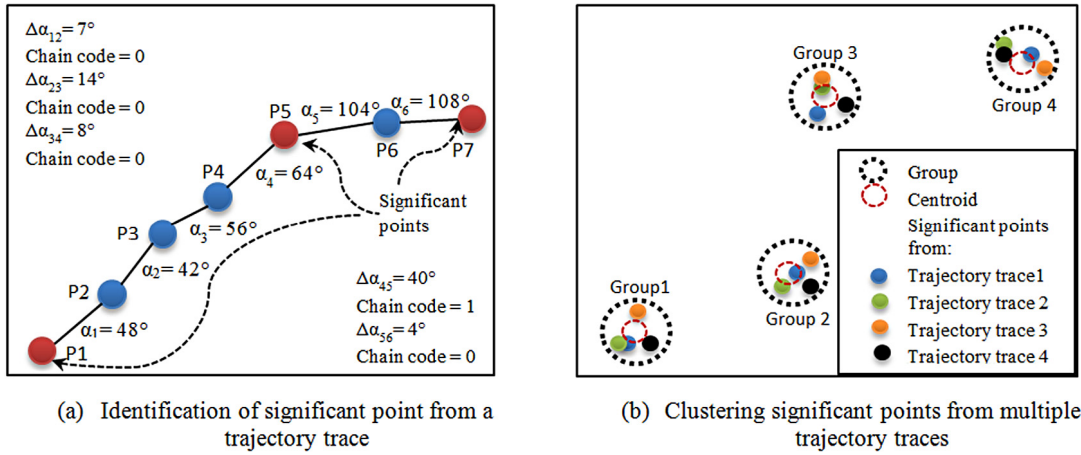 Δα12= 7°
Chain code = 0
Δα23= 14°
Chain code = 0
Δα34= 8°
Chain code = 0
P5
α5= 104°
α6= 108°
P6
P7
P4
α4= 64°
Significant
points
P3
α3= 56°
α2= 42°
P2
α1= 48°
P1
Δα45= 40°
Chain code = 1
Δα56= 4°
Chain code = 0
(a) Identification of significant point from a
trajectory trace
Group 3
Group 4
Group1
Group 2
Group
Centroid
Significant points
from:
Trajectory trace1
Trajectory trace 2
Trajectory trace 3
Trajectory trace 4
(b) Clustering significant points from multiple
trajectory traces